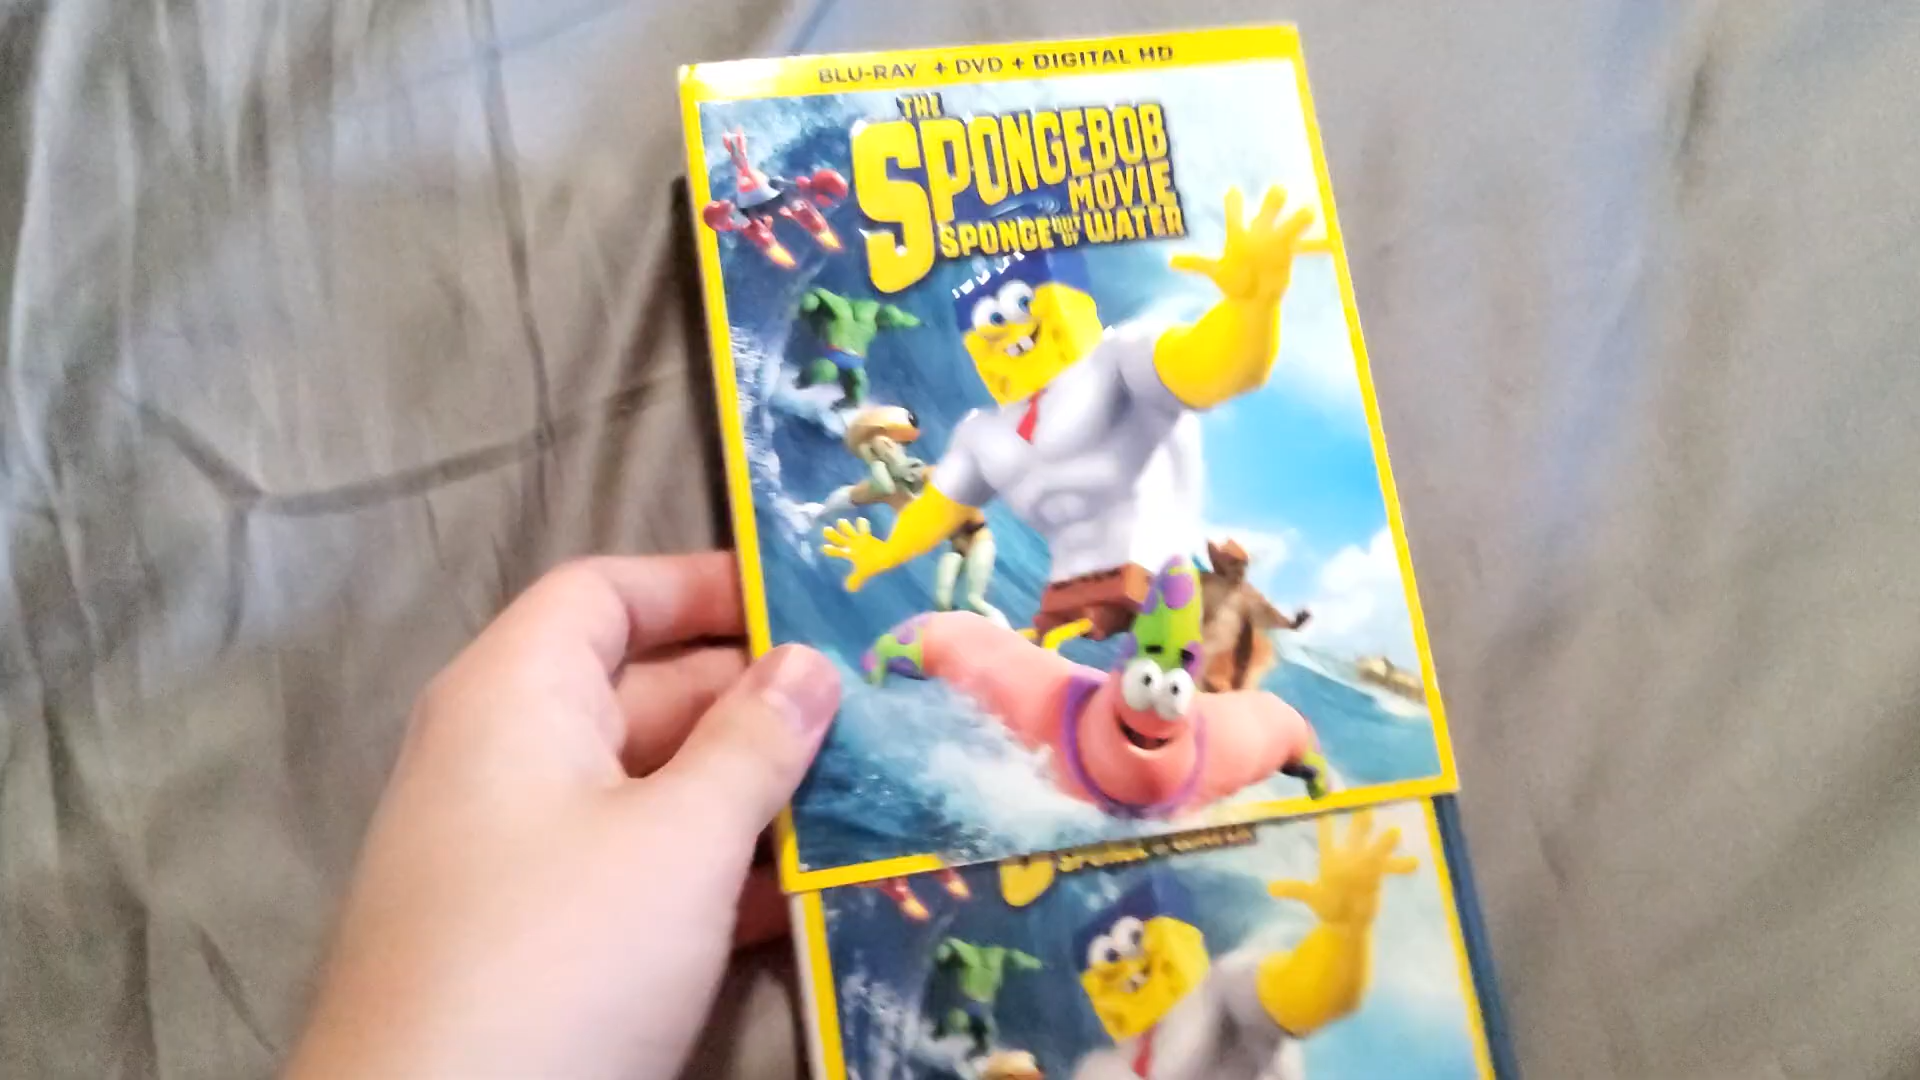 BLU-RAY + DVD + DIGITAL HD
THE
SPONGEBOB
MOVIE
SPONGE OUT OF WATER